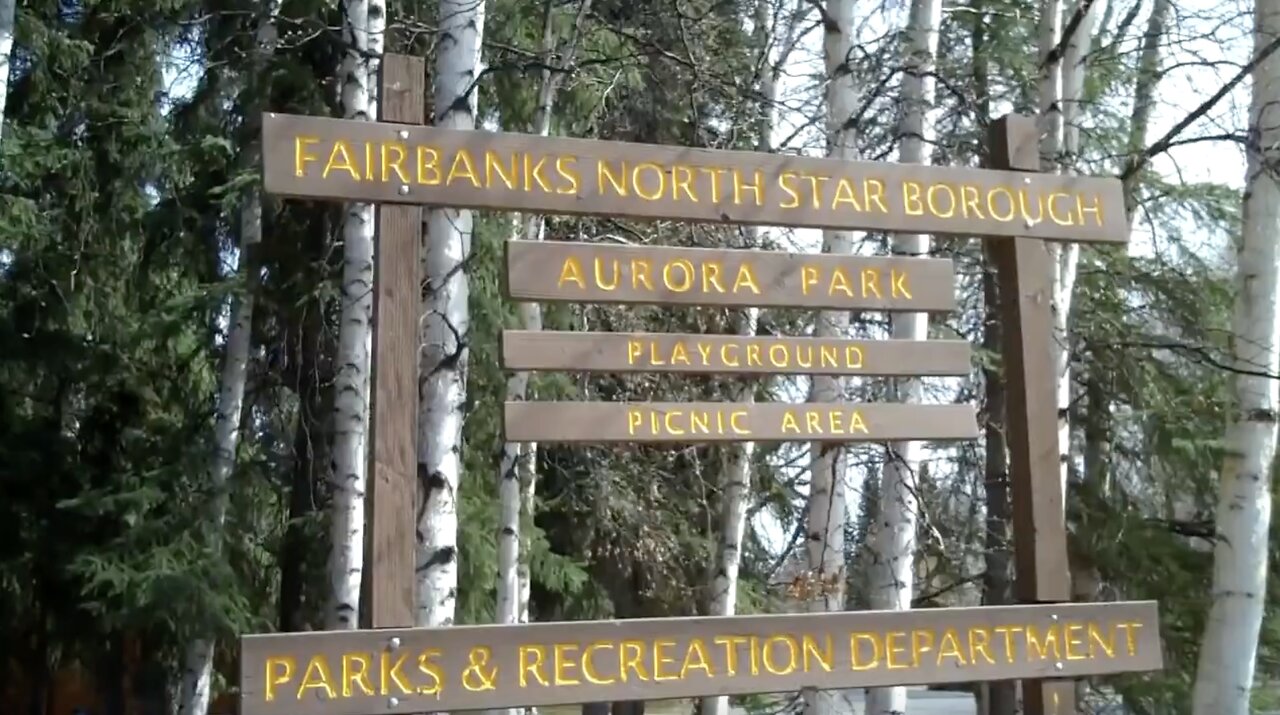 FAIRBANKS NORTH STAR BOROUGH
AURORA PARK
PLAYGROUND
PICNIC AREA
PARKS & RECREATION DEPARTMENT